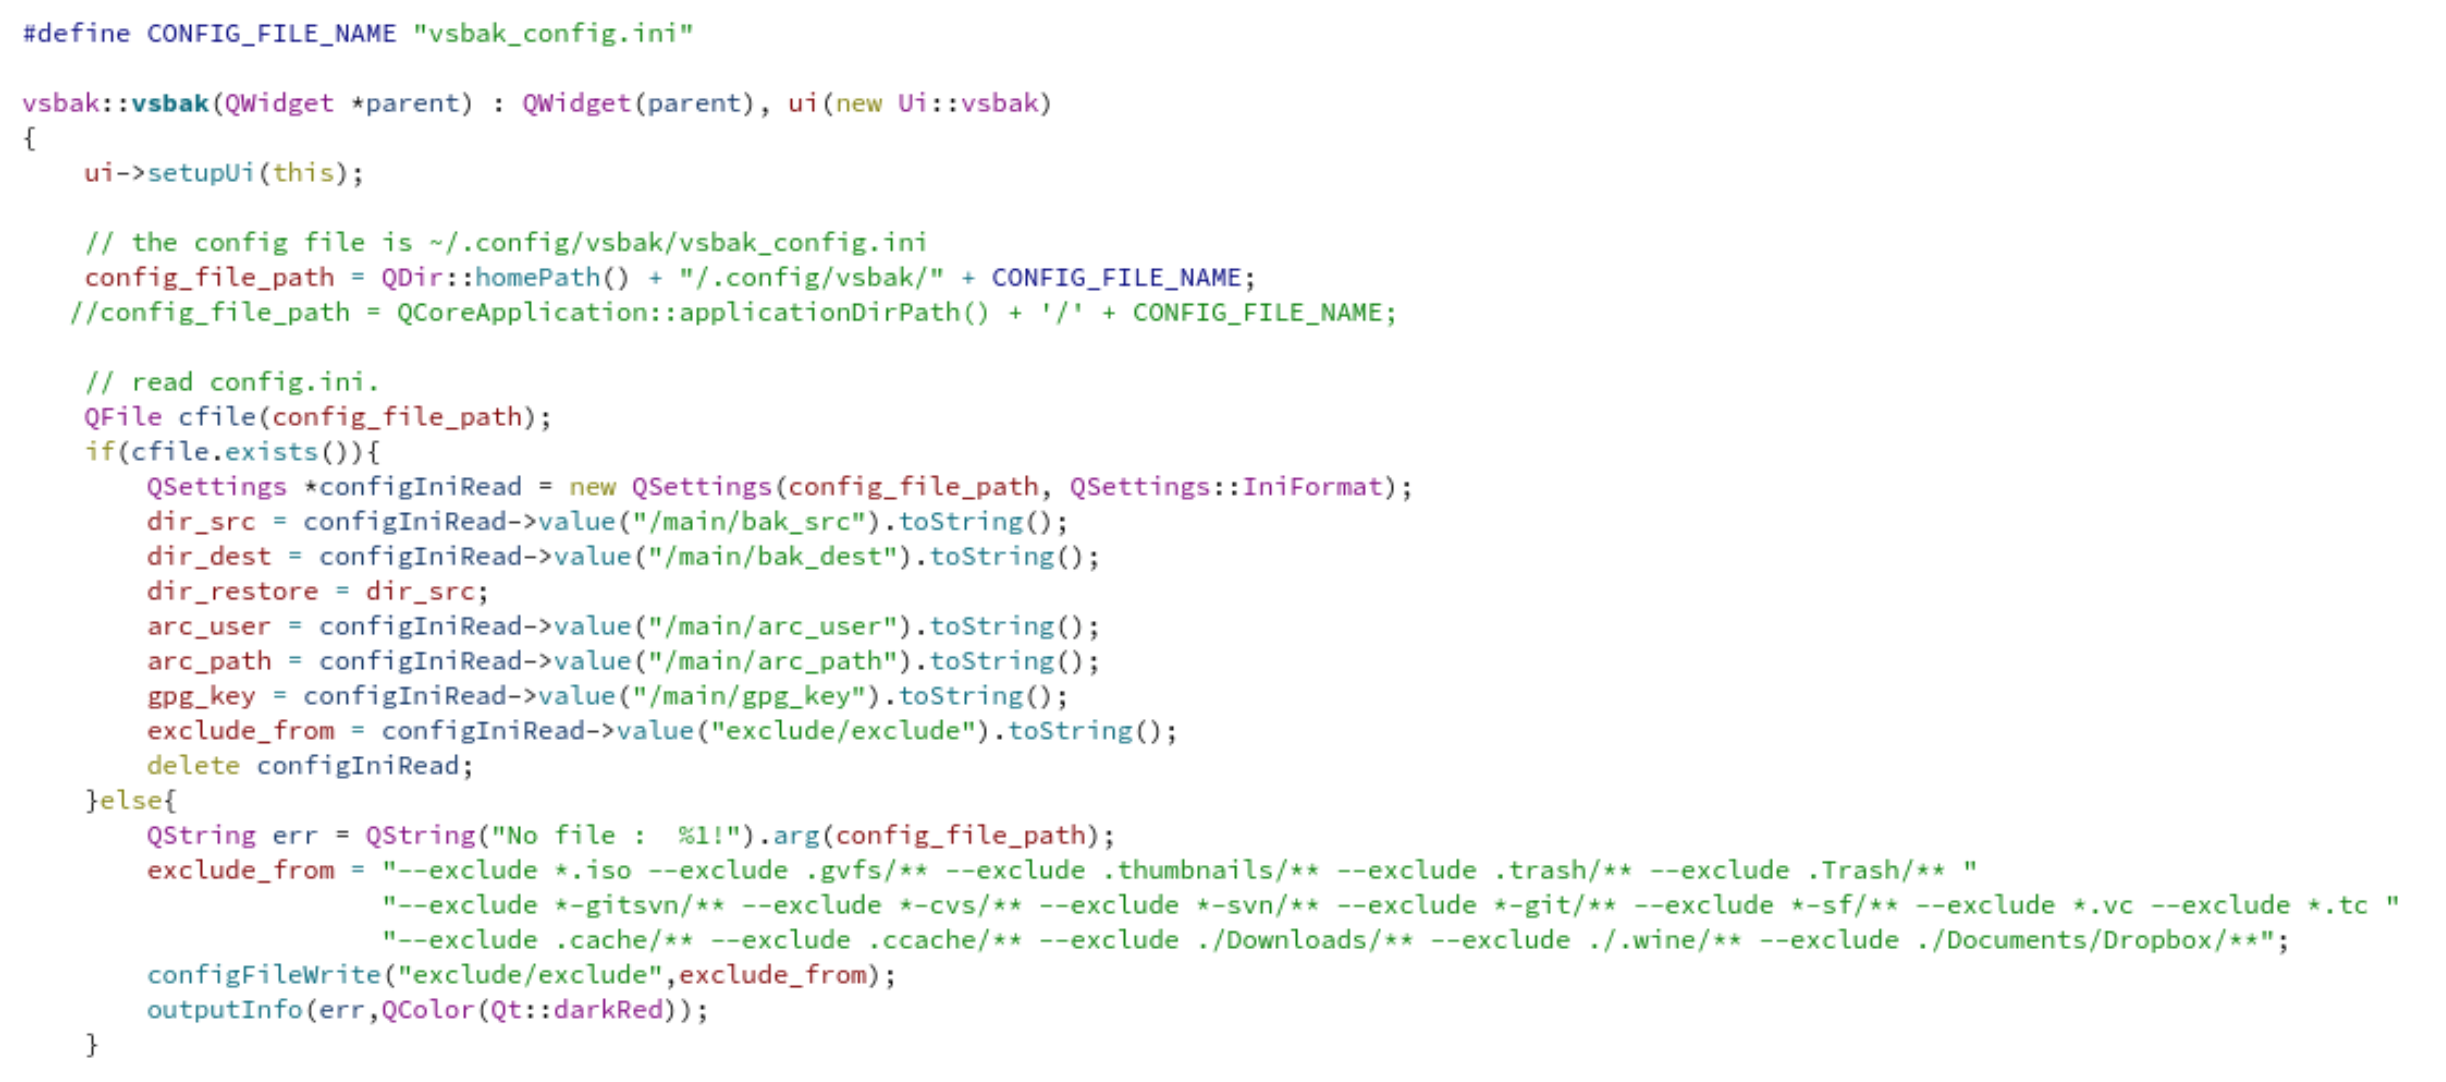 #define CONFIG_FILE_NAME "vsbak_config.ini"

vsbak::vsbak(QWidget *parent) : QWidget(parent), ui(new Ui::vsbak)
{
    ui->setupUi(this);

    // the config file is ~/.config/vsbak/vsbak_config.ini
    config_file_path = QDir::homePath() + "/.config/vsbak/" + CONFIG_FILE_NAME;
   //config_file_path = QCoreApplication::applicationDirPath() + '/' + CONFIG_FILE_NAME;

    // read config.ini.
    QFile cfile(config_file_path);
    if(cfile.exists()){
        QSettings *configIniRead = new QSettings(config_file_path, QSettings::IniFormat);
        dir_src = configIniRead->value("/main/bak_src").toString();
        dir_dest = configIniRead->value("/main/bak_dest").toString();
        dir_restore = dir_src;
        arc_user = configIniRead->value("/main/arc_user").toString();
        arc_path = configIniRead->value("/main/arc_path").toString();
        gpg_key = configIniRead->value("/main/gpg_key").toString();
        exclude_from = configIniRead->value("exclude/exclude").toString();
        delete configIniRead;
    }else{
        QString err = QString("No file :  %1!").arg(config_file_path);
        exclude_from = "--exclude *.iso --exclude .gvfs/** --exclude .thumbnails/** --exclude .trash/** --exclude .Trash/** "
                       "--exclude *-gitsvn/** --exclude *-cvs/** --exclude *-svn/** --exclude *-git/** --exclude *-sf/** --exclude *.vc --exclude *.tc "
                       "--exclude .cache/** --exclude .ccache/** --exclude ./Downloads/** --exclude ./.wine/** --exclude ./Documents/Dropbox/**";
        configFileWrite("exclude/exclude",exclude_from);
        outputInfo(err,QColor(Qt::darkRed));
    }